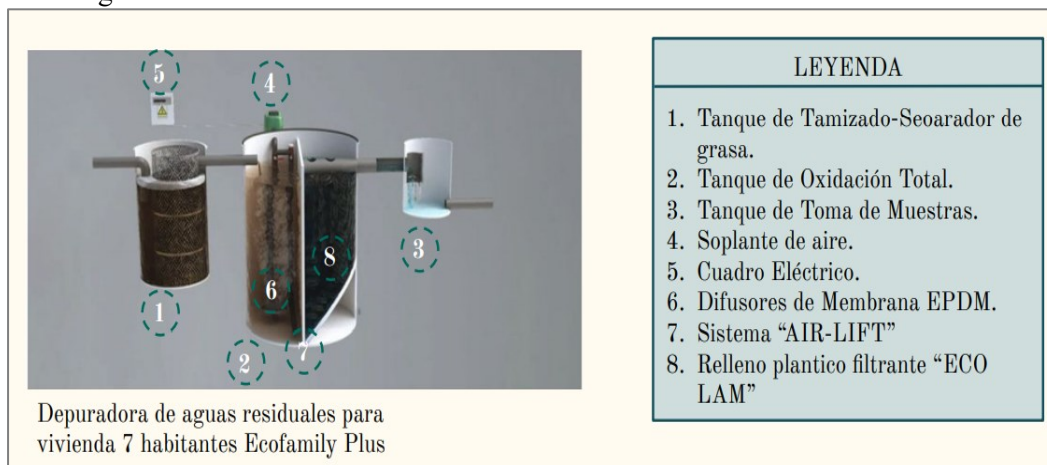 5
4
3
8
6
1
7
2
Depuradora de aguas residuales para
vivienda 7 habitantes Ecofamily Plus
LEYENDA
1. Tanque de Tamizado-Seoarador de
grasa.
2. Tanque de Oxidación Total.
3. Tanque de Toma de Muestras.
4. Soplante de aire.
5. Cuadro Eléctrico.
6. Difusores de Membrana EPDM.
7. Sistema “AIR-LIFT”
8. Relleno plantico filtrante “ECO
LAM”